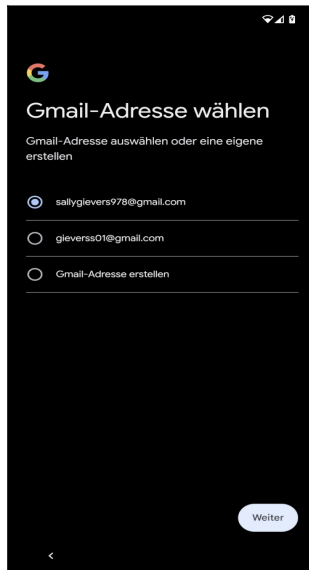 Gmail-Adresse wählen
Gmail-Adresse auswählen oder eine eigene
erstellen
sallygievers978@gmail.com
gieverss01@gmail.com
Gmail-Adresse erstellen
Weiter